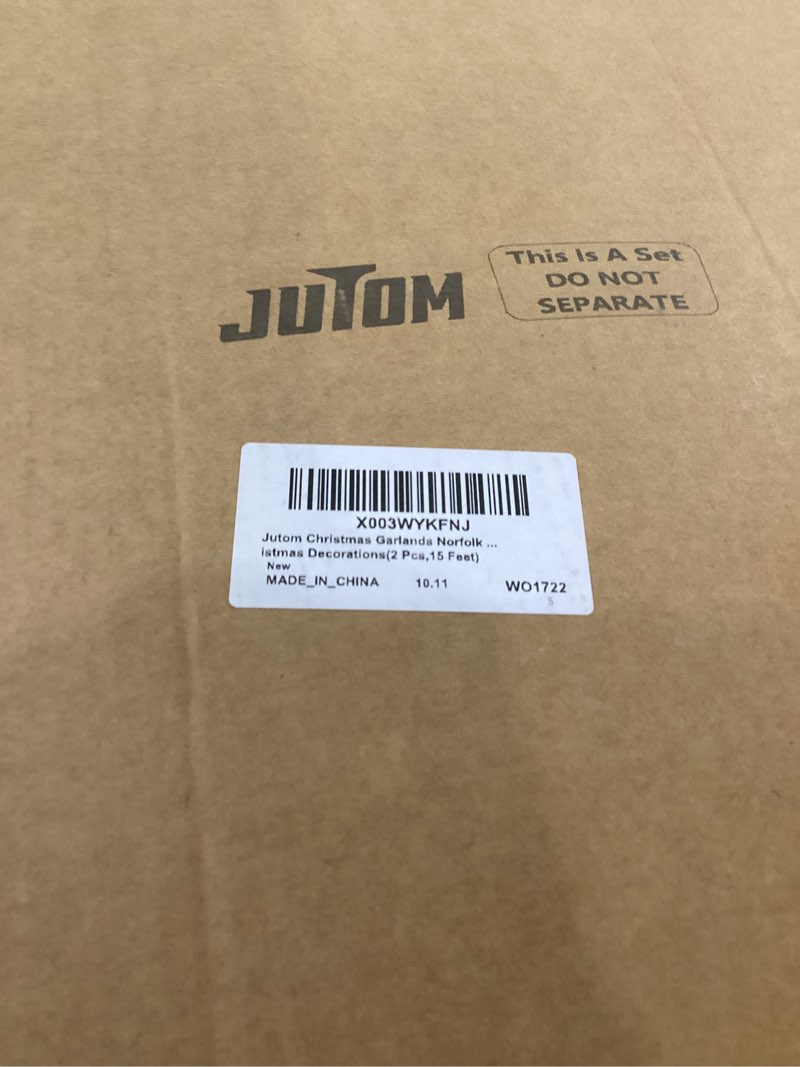 JUTOM
This Is A Set
DO NOT
SEPARATE
X003WYKFNJ
Jutom Christmas Garlands Norfolk ...
istmas Decorations(2 Pcs,15 Feet)
New
MADE_IN_CHINA 10.11 WO1722
5